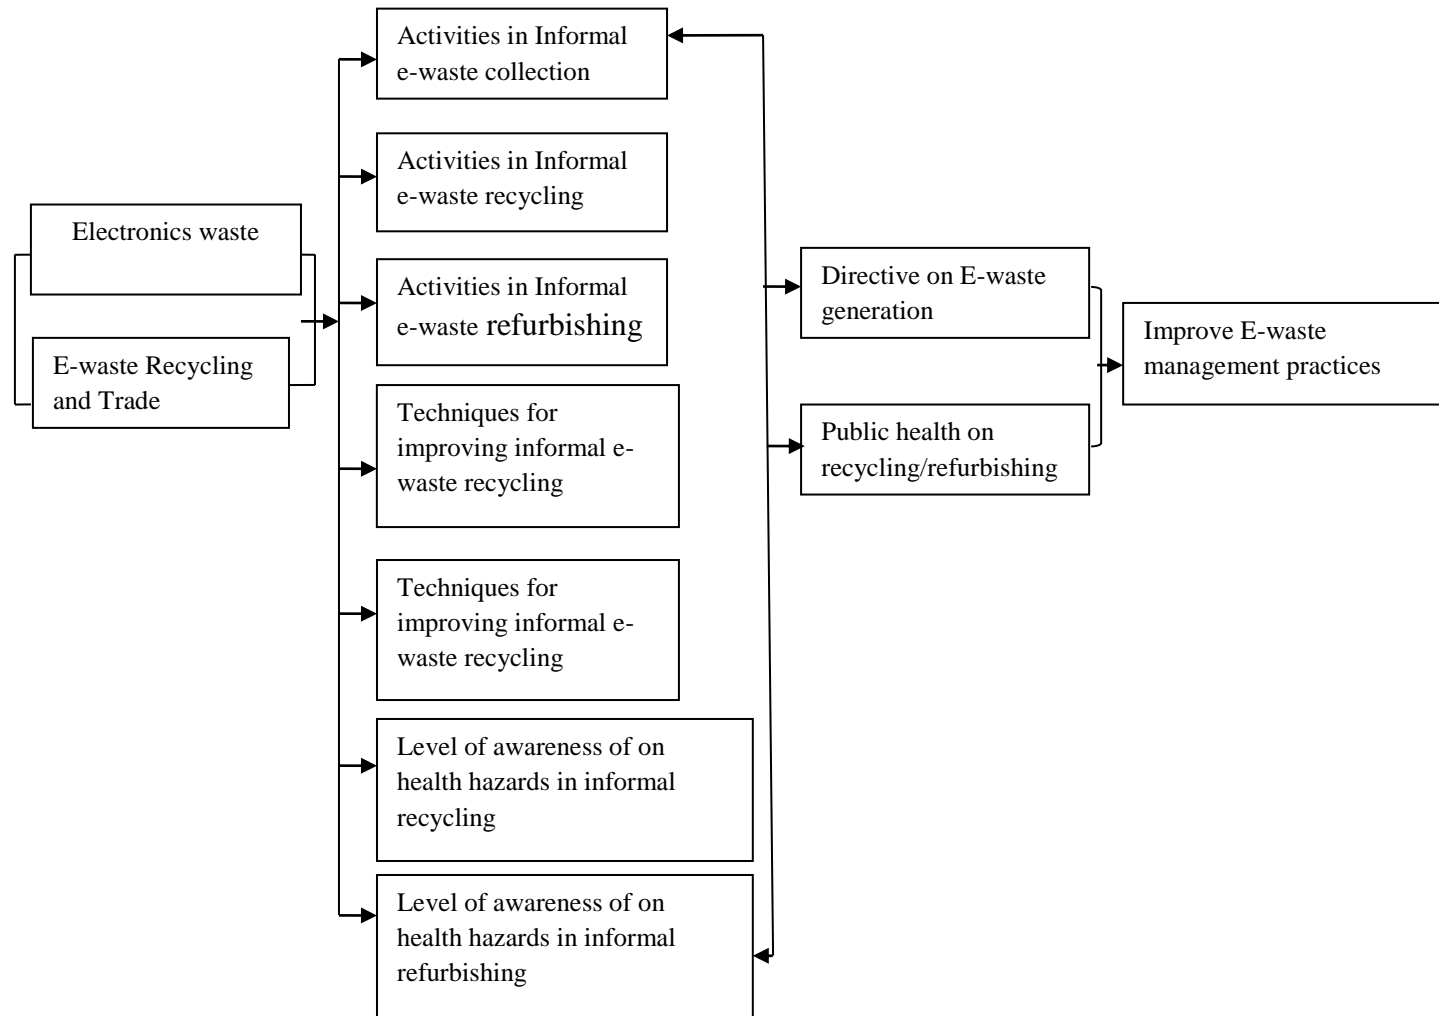 Electronics waste
E-waste Recycling
and Trade
Activities in Informal
e-waste collection
Activities in Informal
e-waste recycling
Activities in Informal
e-waste refurbishing
Techniques for
improving informal e-
waste recycling
Techniques for
improving informal e-
waste recycling
Level of awareness of on
health hazards in informal
recycling
Level of awareness of on
health hazards in informal
refurbishing
Directive on E-waste
generation
Public health on
recycling/refurbishing
Improve E-waste
management practices